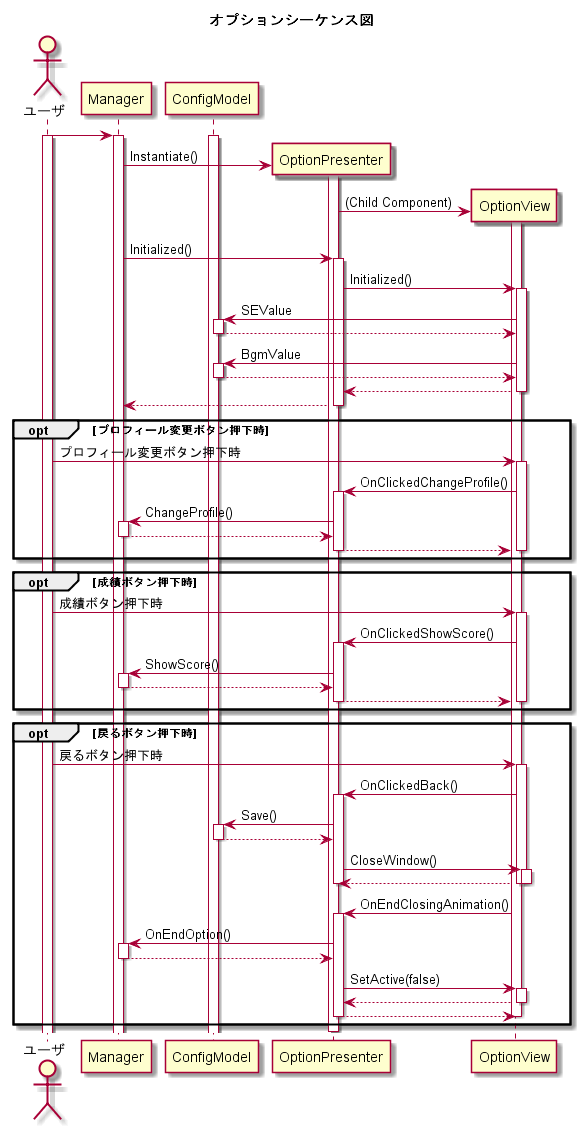 オプションシーケンス図
ユーザ
Manager
ConfigModel
Instantiate()
OptionPresenter
(Child Component)
OptionView
Initialized()
Initialized()
SEValue
BgmValue
opt [プロフィール変更ボタン押下時]
プロフィール変更ボタン押下時
OnClickedChangeProfile()
ChangeProfile()
opt [成績ボタン押下時]
成績ボタン押下時
OnClickedShowScore()
ShowScore()
opt [戻るボタン押下時]
戻るボタン押下時
OnClickedBack()
Save()
CloseWindow()
OnEndClosingAnimation()
OnEndOption()
SetActive(false)
ユーザ
Manager
ConfigModel
OptionPresenter
OptionView